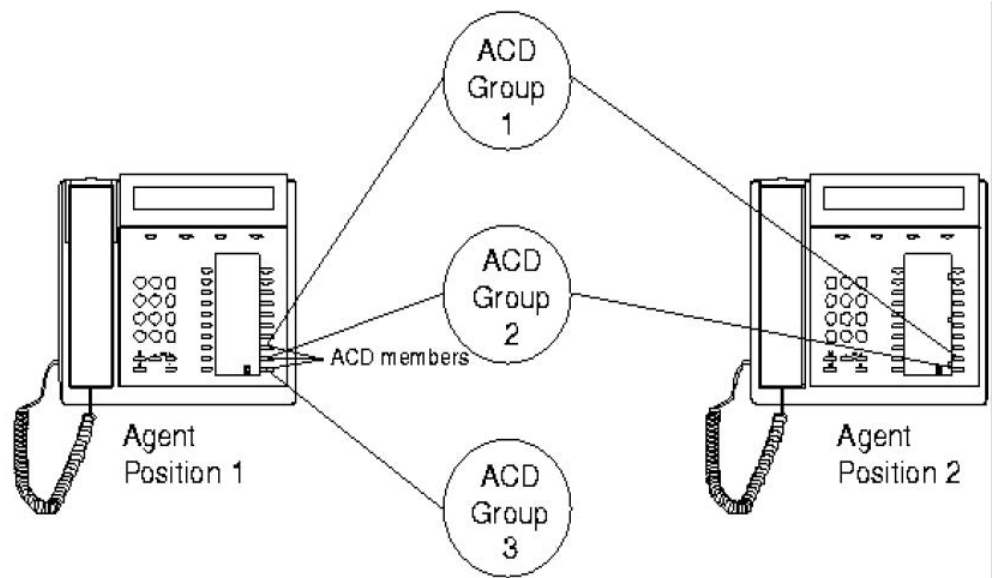 ACD
Group
1
ACD
Group
2
ACD members
Agent
Position 1
Agent
Position 2
ACD
Group
3